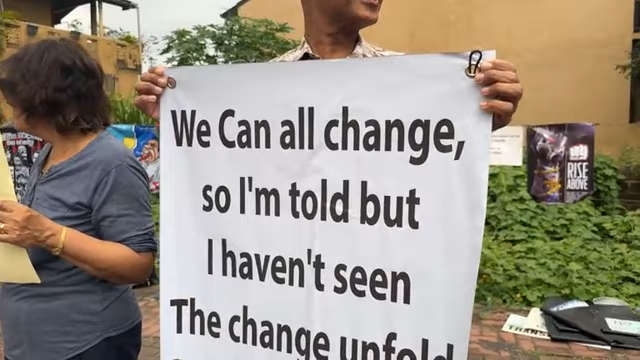 We Can all change,
so I'm told but
I haven't seen
The change unfold
RISE
ABOVE